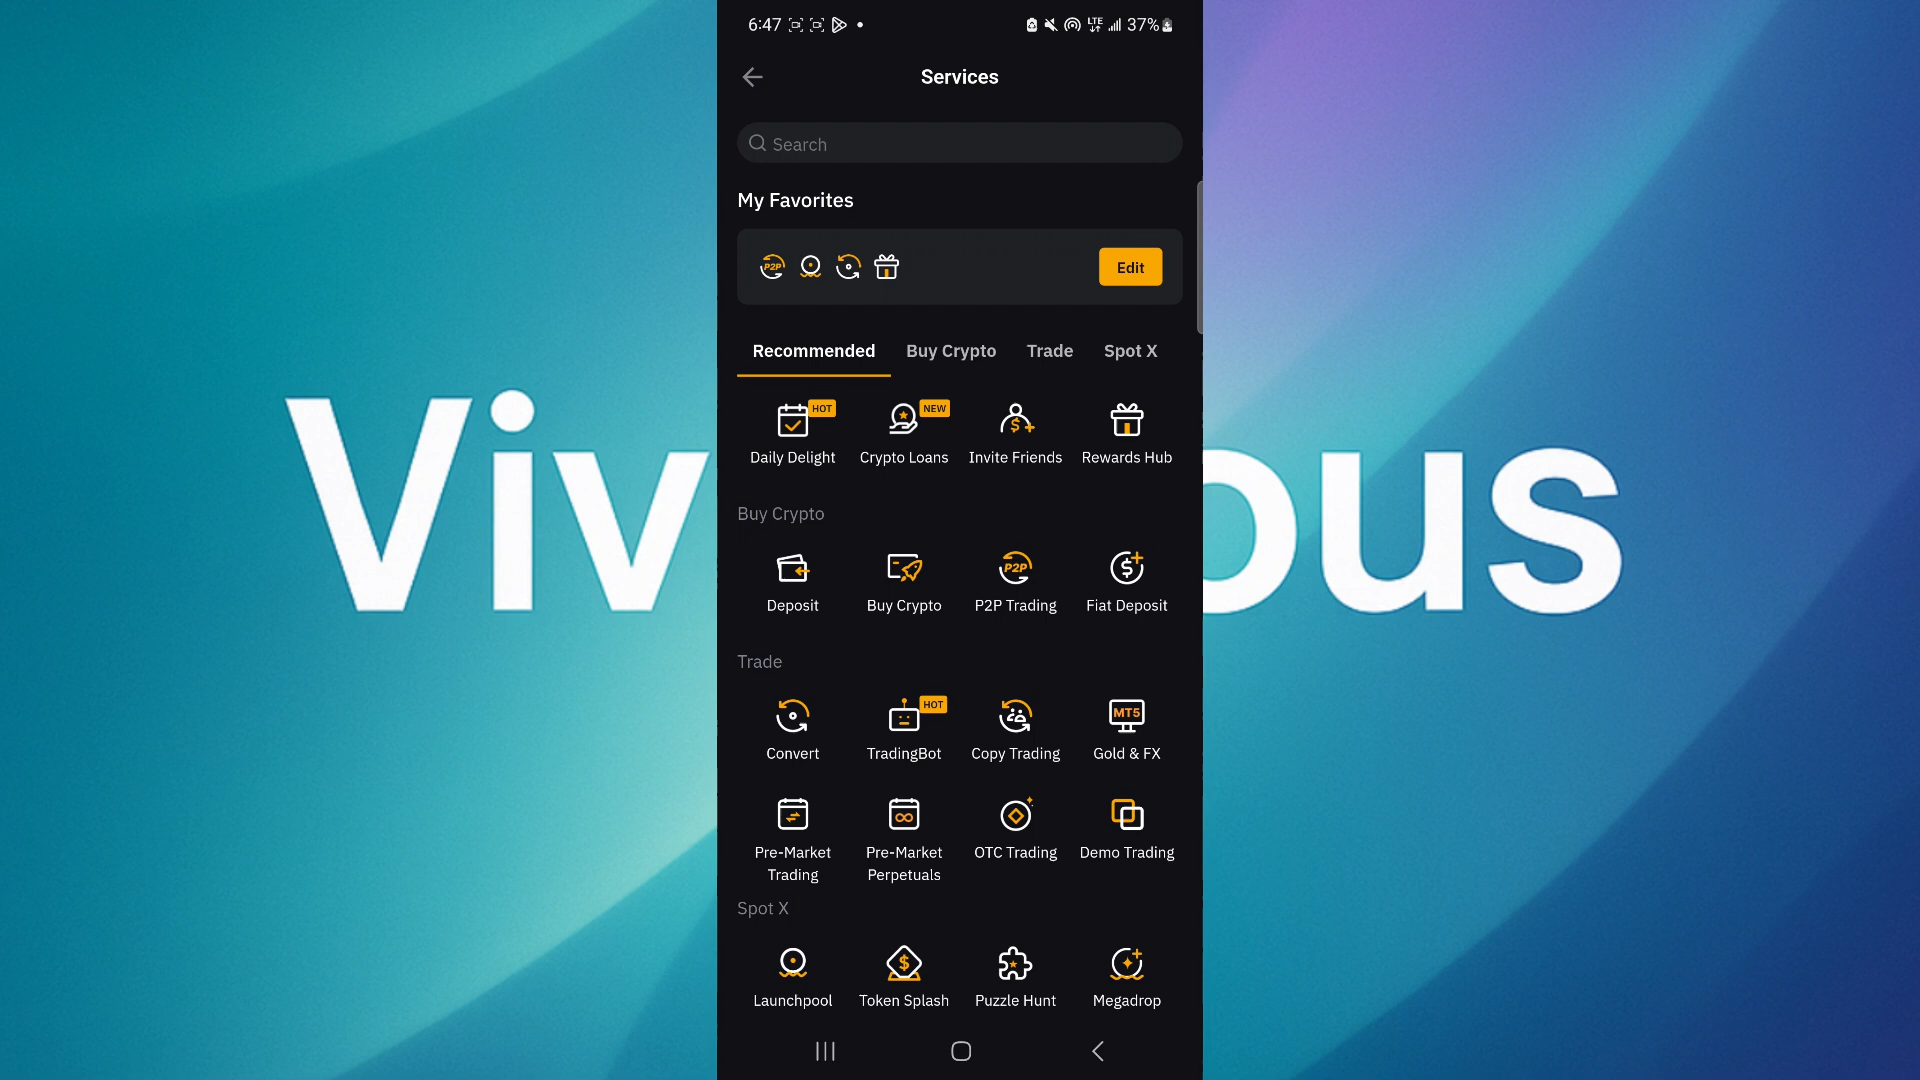 6:47 LTE 37%
Services
Search
My Favorites
P2P Edit
Recommended Buy Crypto Trade Spot X
HOT NEW
Daily Delight Crypto Loans Invite Friends Rewards Hub
Buy Crypto
P2P
Deposit Buy Crypto P2P Trading Fiat Deposit
Trade
HOT MT5
Convert TradingBot Copy Trading Gold & FX
Pre-Market Trading Pre-Market Perpetuals OTC Trading Demo Trading
Spot X
Launchpool Token Splash Puzzle Hunt Megadrop
Viv ous